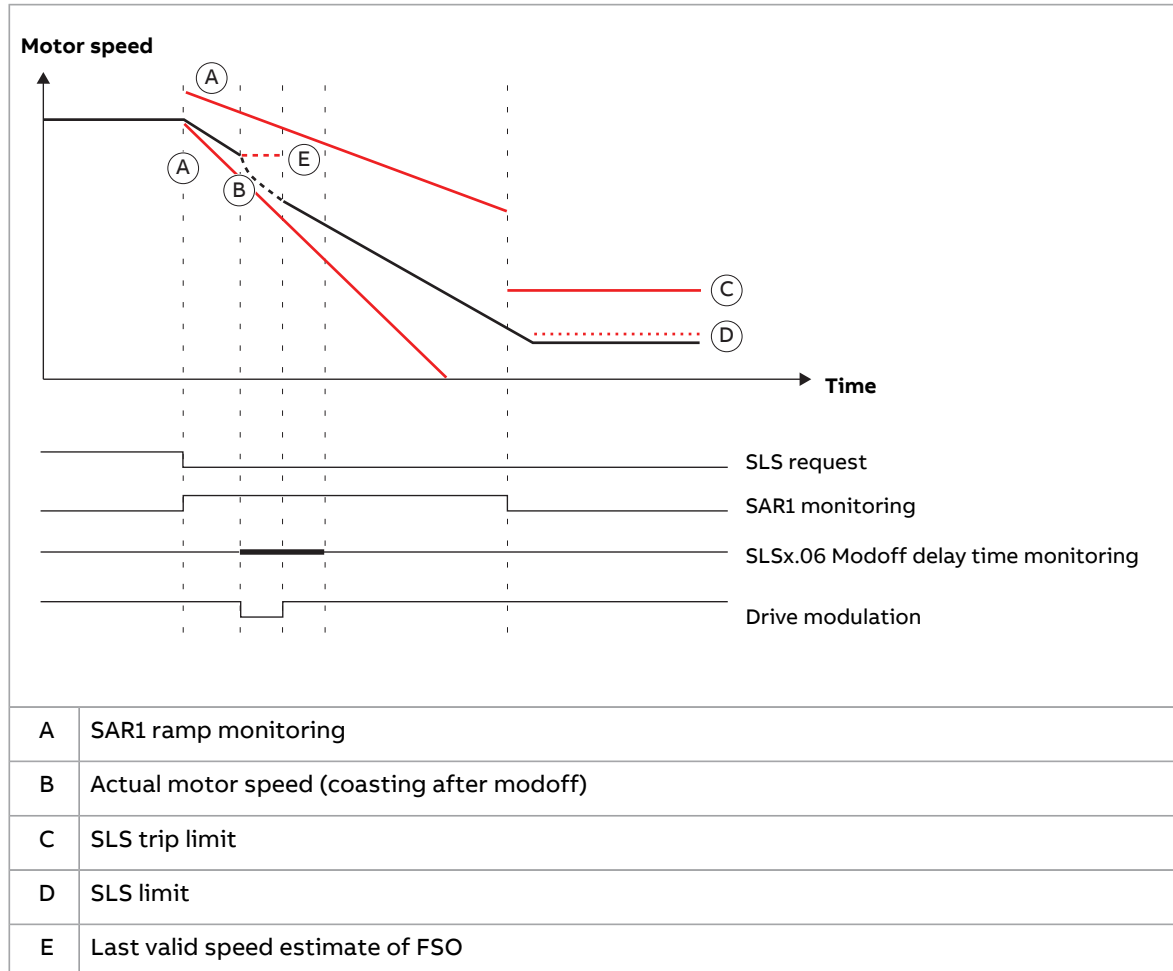 Motor speed
A
A
E
B
C
D
Time
SLS request
SAR1 monitoring
SLSx.06 Modoff delay time monitoring
Drive modulation
A SAR1 ramp monitoring
B Actual motor speed (coasting after modoff)
C SLS trip limit
D SLS limit
E Last valid speed estimate of FSO